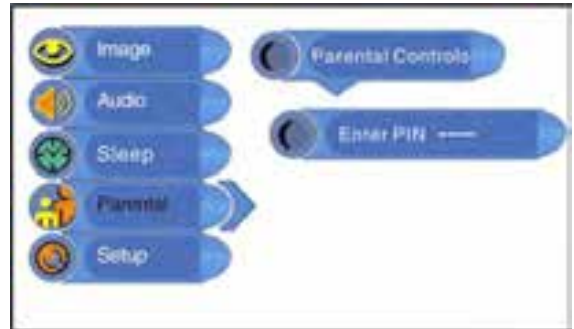 Image
Audio
Sleep
Parental
Setup
Parental Controls
Enter PIN ----